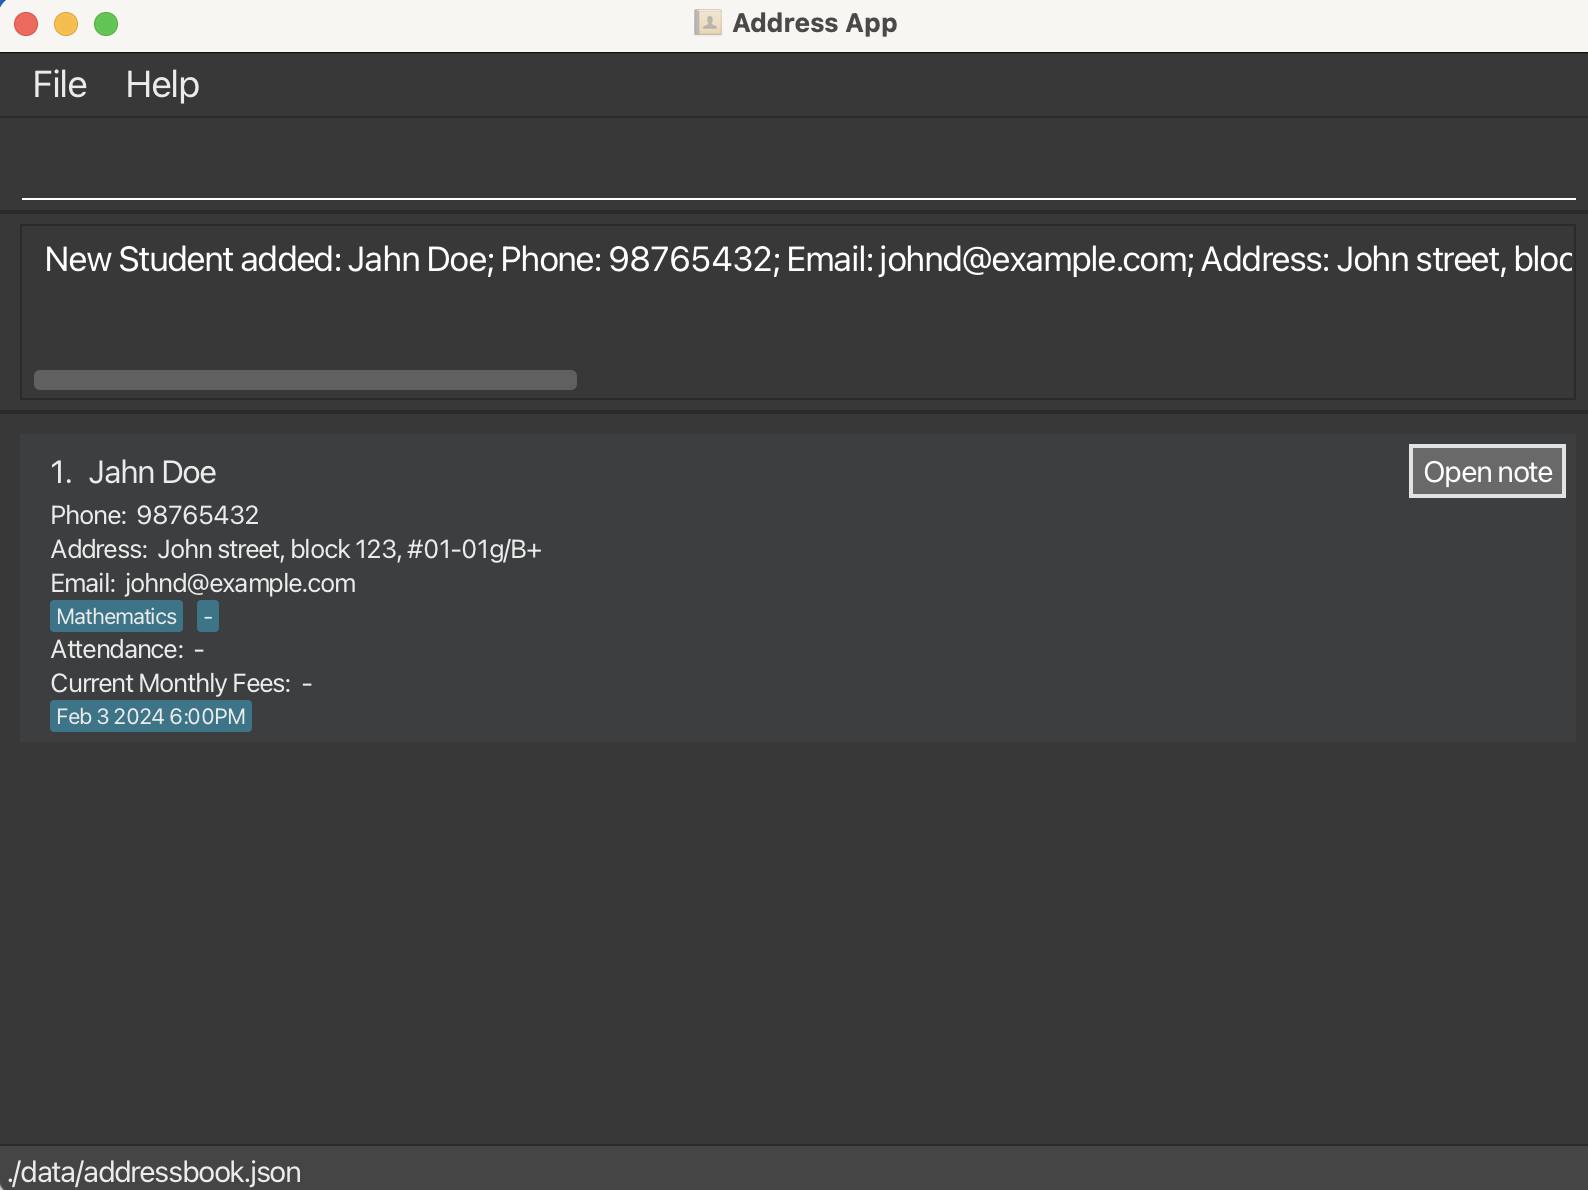 Address App
File Help
New Student added: Jahn Doe; Phone: 98765432; Email: johnd@example.com; Address: John street, bloc
1. Jahn Doe
Open note
Phone: 98765432
Address: John street, block 123, #01-01g/B+
Email: johnd@example.com
Mathematics -
Attendance: -
Current Monthly Fees: -
Feb 3 2024 6:00PM
./data/addressbook.json